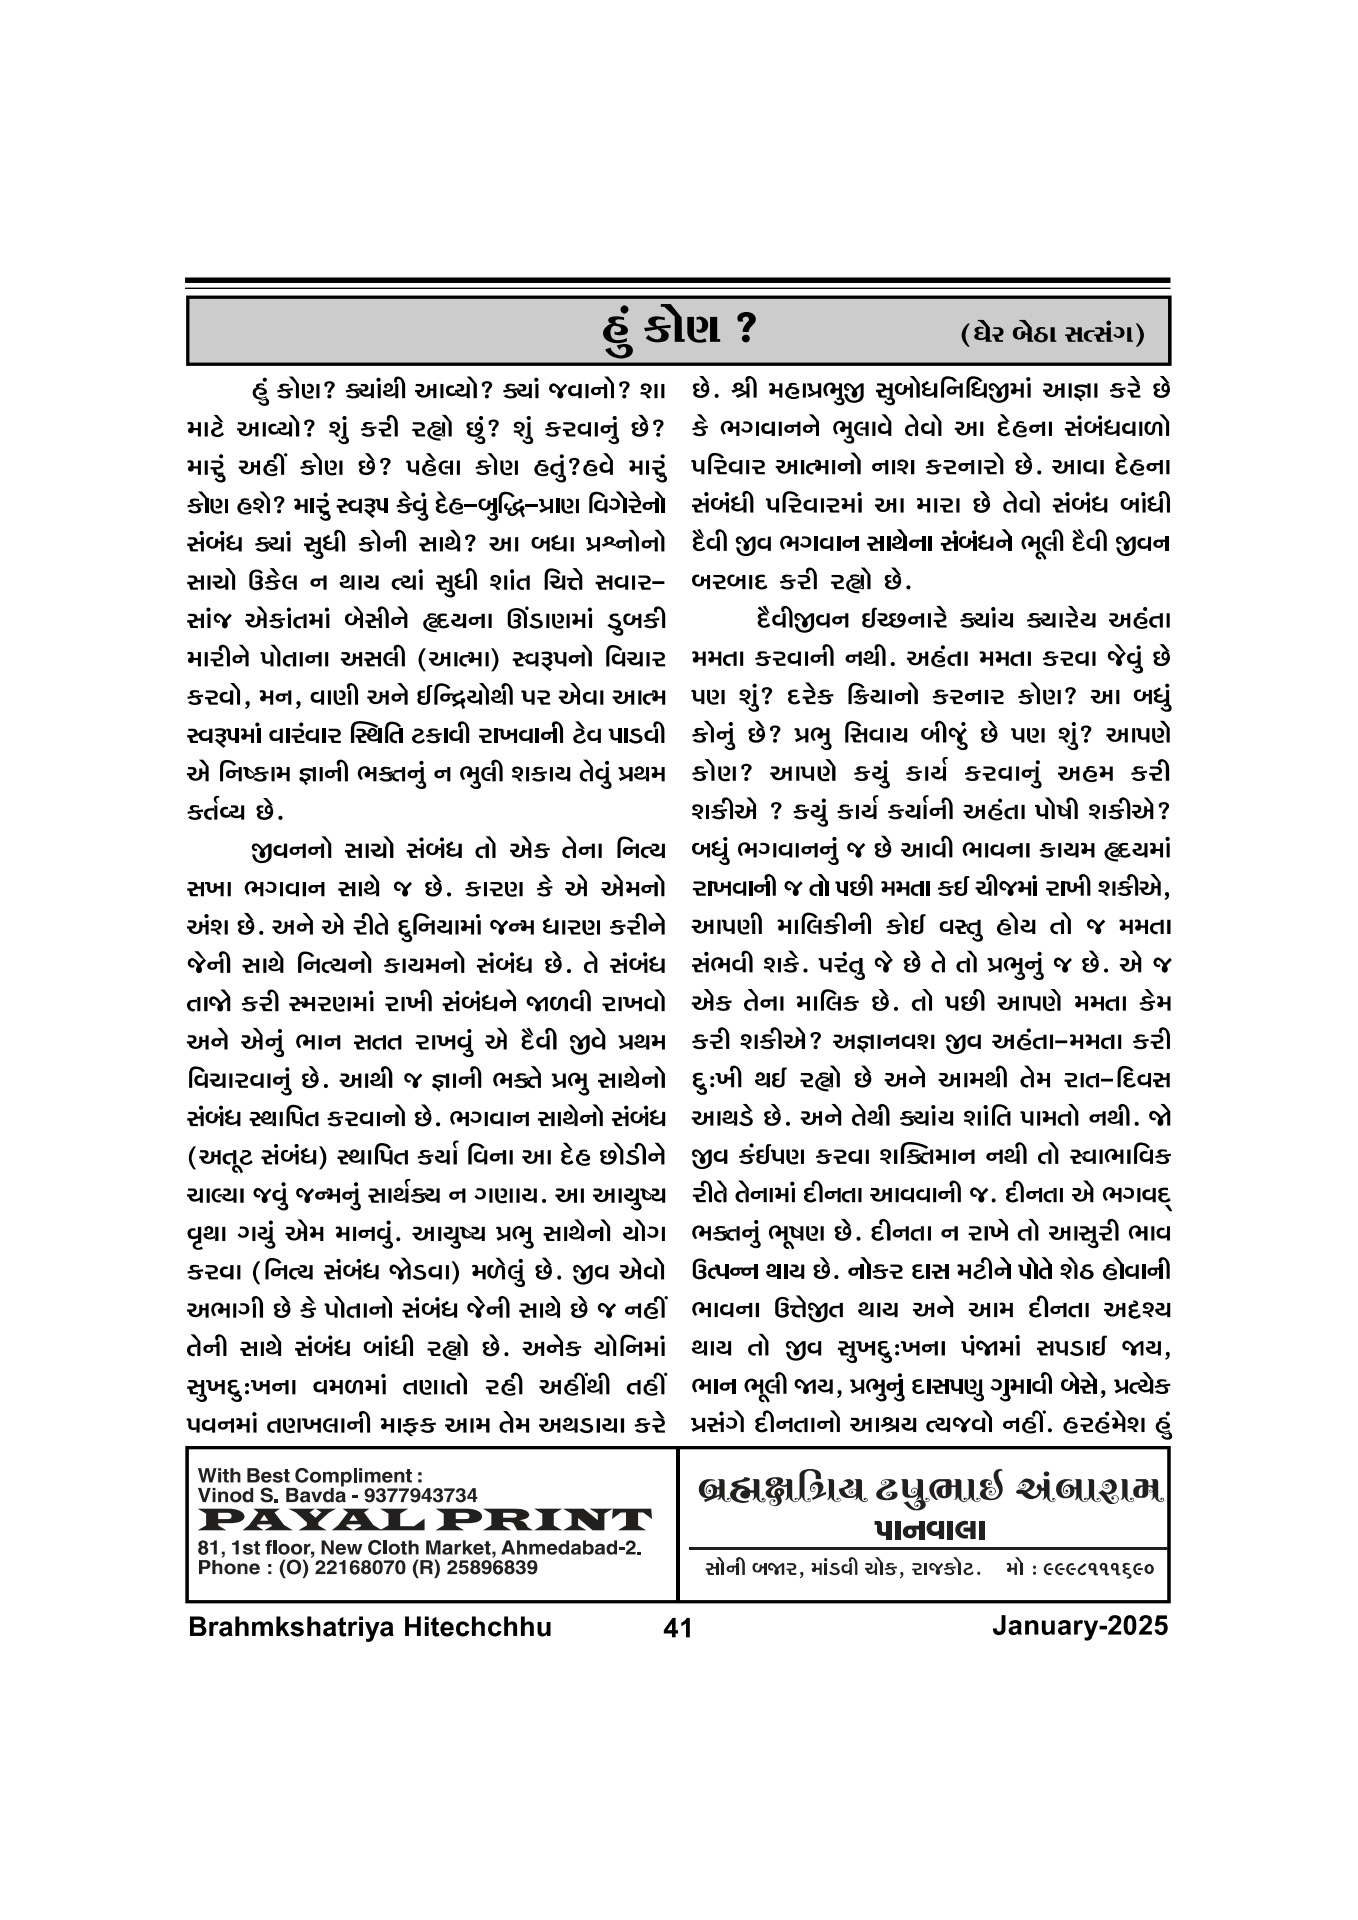 હું કોણ ?
(ઘેર બેઠા સત્સંગ)
હું કોણ? ક્યાંથી આવ્યો? ક્યાં જવાનો? શા
માટે આવ્યો? શું કરી રહ્યો છું? શું કરવાનું છે?
મારું અહીં કોણ છે? પહેલા કોણ હતું?હવે મારું
કોણ હશે? મારું સ્વરૂપ કેવું દેહ–બુદ્ધિ–પ્રાણ વિગેરેનો
સંબંધ ક્યાં સુધી કોની સાથે? આ બધા પ્રશ્નોનો
સાચો ઉકેલ ન થાય ત્યાં સુધી શાંત ચિત્તે સવાર–
સાંજ એકાંતમાં બેસીને હૃદયના ઊંડાણમાં ડુબકી
મારીને પોતાના અસલી (આત્મા) સ્વરૂપનો વિચાર
કરવો, મન, વાણી અને ઈન્દ્રિયોથી પર એવા આત્મ
સ્વરૂપમાં વારંવાર સ્થિતિ ટકાવી રાખવાની ટેવ પાડવી
એ નિષ્કામ જ્ઞાની ભક્તનું ન ભુલી શકાય તેવું પ્રથમ
કર્તવ્ય છે.
જીવનનો સાચો સંબંધ તો એક તેના નિત્ય
સખા ભગવાન સાથે જ છે. કારણ કે એ એમનો
અંશ છે. અને એ રીતે દુનિયામાં જન્મ ધારણ કરીને
જેની સાથે નિત્યનો કાયમનો સંબંધ છે. તે સંબંધ
તાજો કરી સ્મરણમાં રાખી સંબંધને જાળવી રાખવો
અને એનું ભાન સતત રાખવું એ દૈવી જીવે પ્રથમ
વિચારવાનું છે. આથી જ જ્ઞાની ભક્તે પ્રભુ સાથેનો
સંબંધ સ્થાપિત કરવાનો છે. ભગવાન સાથેનો સંબંધ
(અતૂટ સંબંધ) સ્થાપિત કર્યા વિના આ દેહ છોડીને
ચાલ્યા જવું જન્મનું સાર્થક્ય ન ગણાય. આ આયુષ્ય
વૃથા ગયું એમ માનવું. આયુષ્ય પ્રભુ સાથેનો યોગ
કરવા (નિત્ય સંબંધ જોડવા) મળેલું છે. જીવ એવો
અભાગી છે કે પોતાનો સંબંધ જેની સાથે છે જ નહીં
તેની સાથે સંબંધ બાંધી રહ્યો છે. અનેક યોનિમાં
સુખદુ:ખના વમળમાં તણાતો રહી અહીંથી તહીં
પવનમાં તણખલાની માફક આમ તેમ અથડાયા કરે
છે. શ્રી મહાપ્રભુજી સુબોધનિધિજીમાં આજ્ઞા કરે છે
કે ભગવાનને ભુલાવે તેવો આ દેહના સંબંધવાળો
પરિવાર આત્માનો નાશ કરનારો છે. આવા દેહના
સંબંધી પરિવારમાં આ મારા છે તેવો સંબંધ બાંધી
દૈવી જીવ ભગવાન સાથેના સંબંધને ભૂલી દૈવી જીવન
બરબાદ કરી રહ્યો છે.
દૈવીજીવન ઈચ્છનારે ક્યાંય ક્યારેય અહંતા
મમતા કરવાની નથી. અહંતા મમતા કરવા જેવું છે
પણ શું? દરેક ક્રિયાનો કરનાર કોણ? આ બધું
કોનું છે? પ્રભુ સિવાય બીજું છે પણ શું? આપણે
કોણ? આપણે કયું કાર્ય કરવાનું અહમ કરી
શકીએ ? કયું કાર્ય કર્યાની અહંતા પોષી શકીએ?
બધું ભગવાનનું જ છે આવી ભાવના કાયમ હૃદયમાં
રાખવાની જ તો પછી મમતા કઈ ચીજમાં રાખી શકીએ,
આપણી માલિકીની કોઈ વસ્તુ હોય તો જ મમતા
સંભવી શકે. પરંતુ જે છે તે તો પ્રભુનું જ છે. એ જ
એક તેના માલિક છે. તો પછી આપણે મમતા કેમ
કરી શકીએ? અજ્ઞાનવશ જીવ અહંતા–મમતા કરી
દુ:ખી થઈ રહ્યો છે અને આમથી તેમ રાત–દિવસ
આથડે છે. અને તેથી ક્યાંય શાંતિ પામતો નથી. જો
જીવ કંઈપણ કરવા શક્તિમાન નથી તો સ્વાભાવિક
રીતે તેનામાં દીનતા આવવાની જ. દીનતા એ ભગવદ્
ભક્તનું ભૂષણ છે. દીનતા ન રાખે તો આસુરી ભાવ
ઉત્પન્ન થાય છે. નોકર દાસ મટીને પોતે શેઠ હોવાની
ભાવના ઉત્તેજીત થાય અને આમ દીનતા અદૃશ્ય
થાય તો જીવ સુખદુ:ખના પંજામાં સપડાઈ જાય,
ભાન ભૂલી જાય, પ્રભુનું દાસપણુ ગુમાવી બેસે, પ્રત્યેક
પ્રસંગે દીનતાનો આશ્રય ત્યજવો નહીં. હરહંમેશ હું
With Best Compliment :
Vinod S. Bavda - 9377943734
PAYAL PRINT
81, 1st floor, New Cloth Market, Ahmedabad-2.
Phone : (O) 22168070 (R) 25896839
બ્રહ્મક્ષત્રિય ટપુભાઈ અંબારામ
પાનવાલા
સોની બજાર, માંડવી ચોક, રાજકોટ. મો : ૯૯૯૮૧૧૧૬૯૦
Brahmkshatriya Hitechchhu 41 January-2025